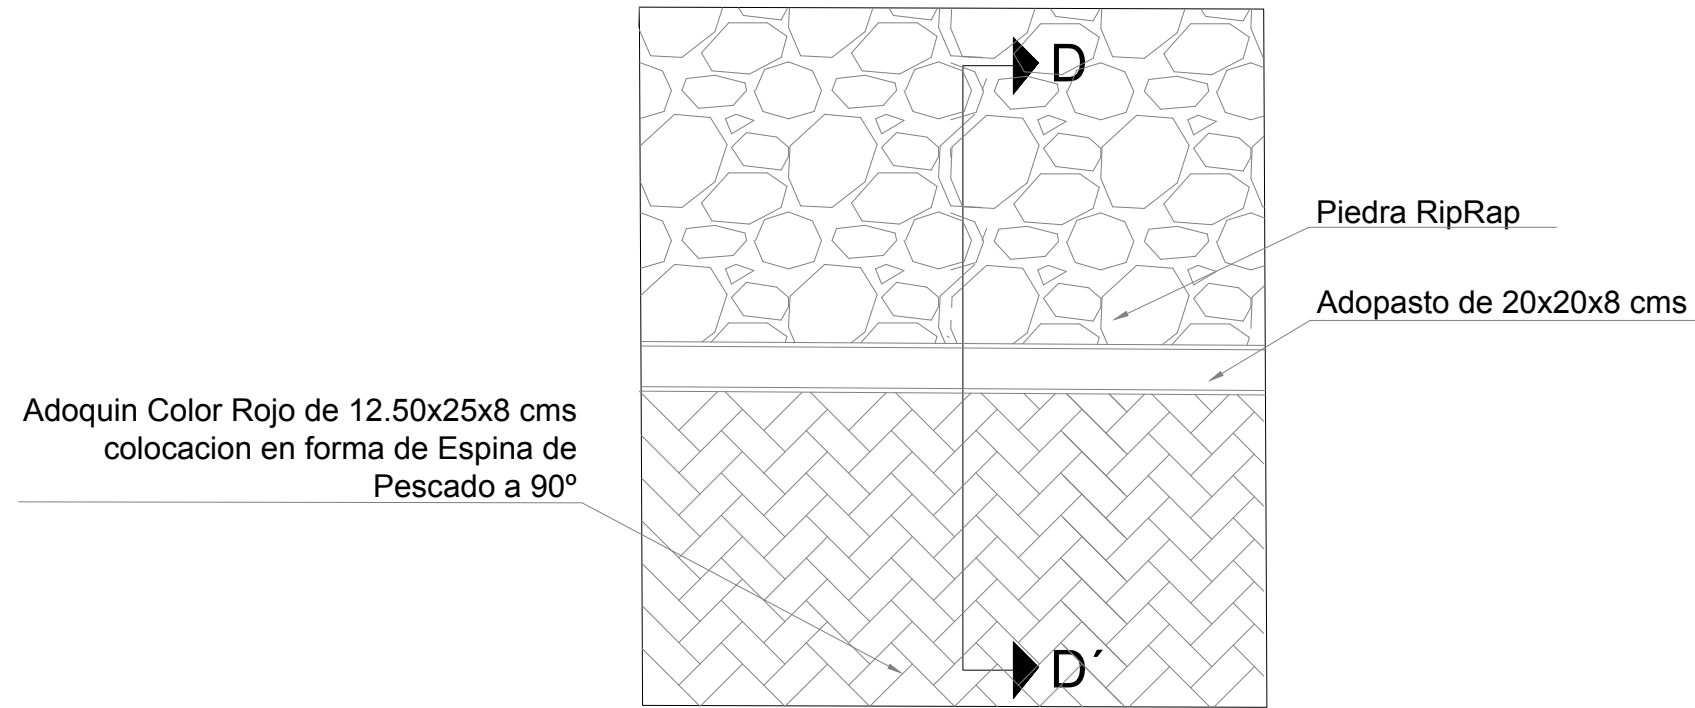 D
Piedra RipRap
Adopasto de 20x20x8 cms
Adoquin Color Rojo de 12.50x25x8 cms
colocacion en forma de Espina de
Pescado a 90º
D´